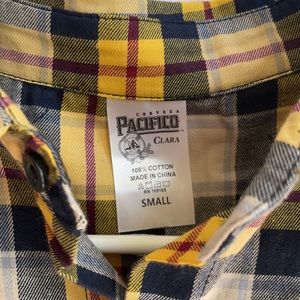 CERVEZA
PACIFICO
CLARA
100% COTTON
MADE IN CHINA
SMALL